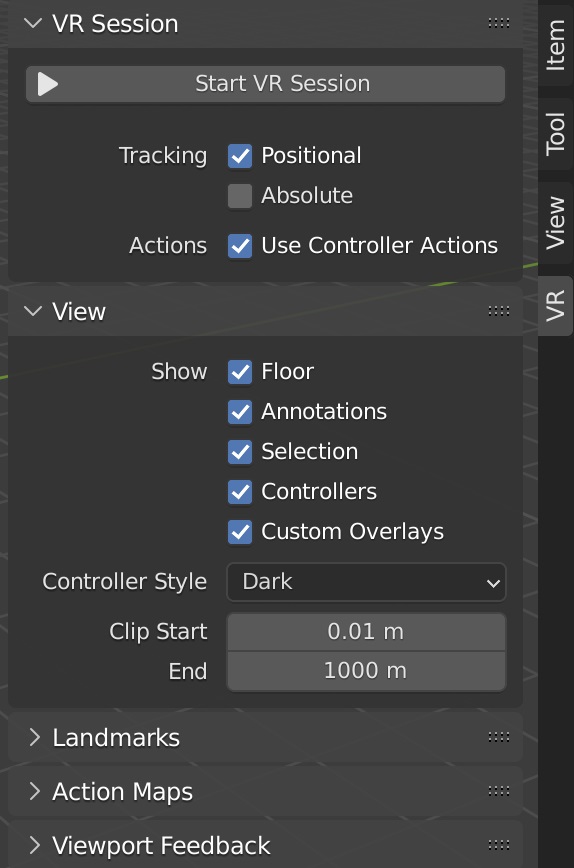 VR Session
Start VR Session
Tracking Positional
Absolute
Actions Use Controller Actions
View
Show Floor
Annotations
Selection
Controllers
Custom Overlays
Controller Style Dark
Clip Start 0.01 m
End 1000 m
Landmarks
Action Maps
Viewport Feedback
Item
Tool
View
VR